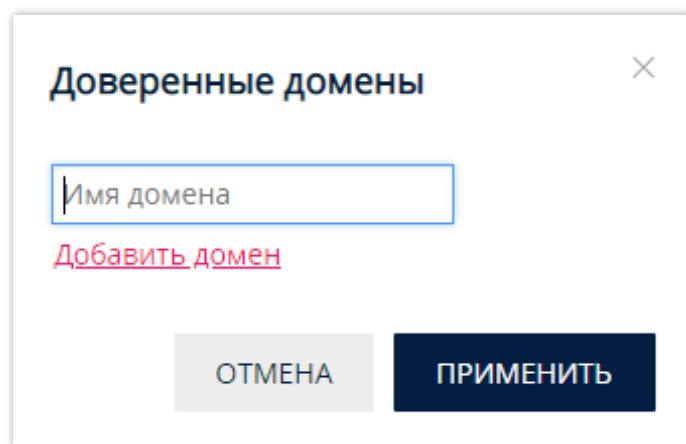 Доверенные домены
Имя домена
Добавить домен
ОТМЕНА ПРИМЕНИТЬ